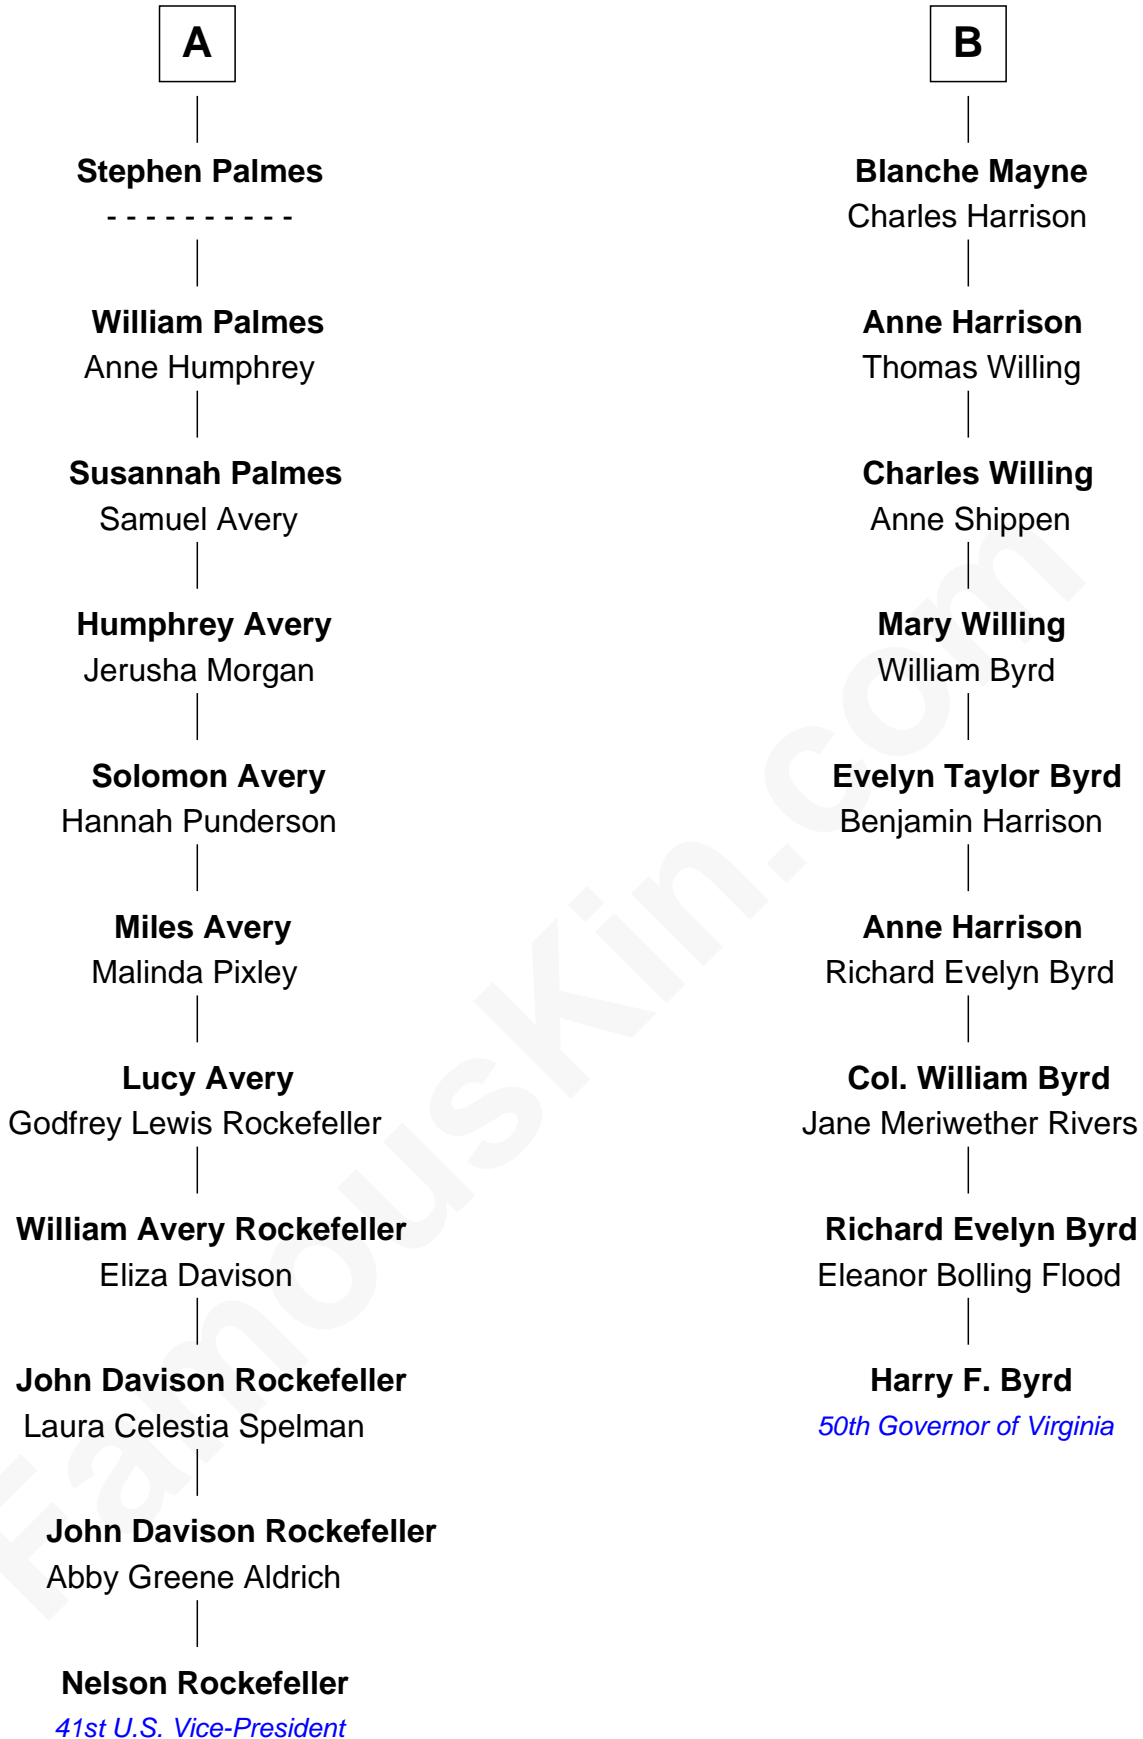 A
Stephen Palmes
- - - - - - - - - -
William Palmes
Anne Humphrey
Susannah Palmes
Samuel Avery
Humphrey Avery
Jerusha Morgan
Solomon Avery
Hannah Punderson
Miles Avery
Malinda Pixley
Lucy Avery
Godfrey Lewis Rockefeller
William Avery Rockefeller
Eliza Davison
John Davison Rockefeller
Laura Celestia Spelman
John Davison Rockefeller
Abby Greene Aldrich
Nelson Rockefeller
41st U.S. Vice-President
B
Blanche Mayne
Charles Harrison
Anne Harrison
Thomas Willing
Charles Willing
Anne Shippen
Mary Willing
William Byrd
Evelyn Taylor Byrd
Benjamin Harrison
Anne Harrison
Richard Evelyn Byrd
Col. William Byrd
Jane Meriwether Rivers
Richard Evelyn Byrd
Eleanor Bolling Flood
Harry F. Byrd
50th Governor of Virginia
FamousKin.com